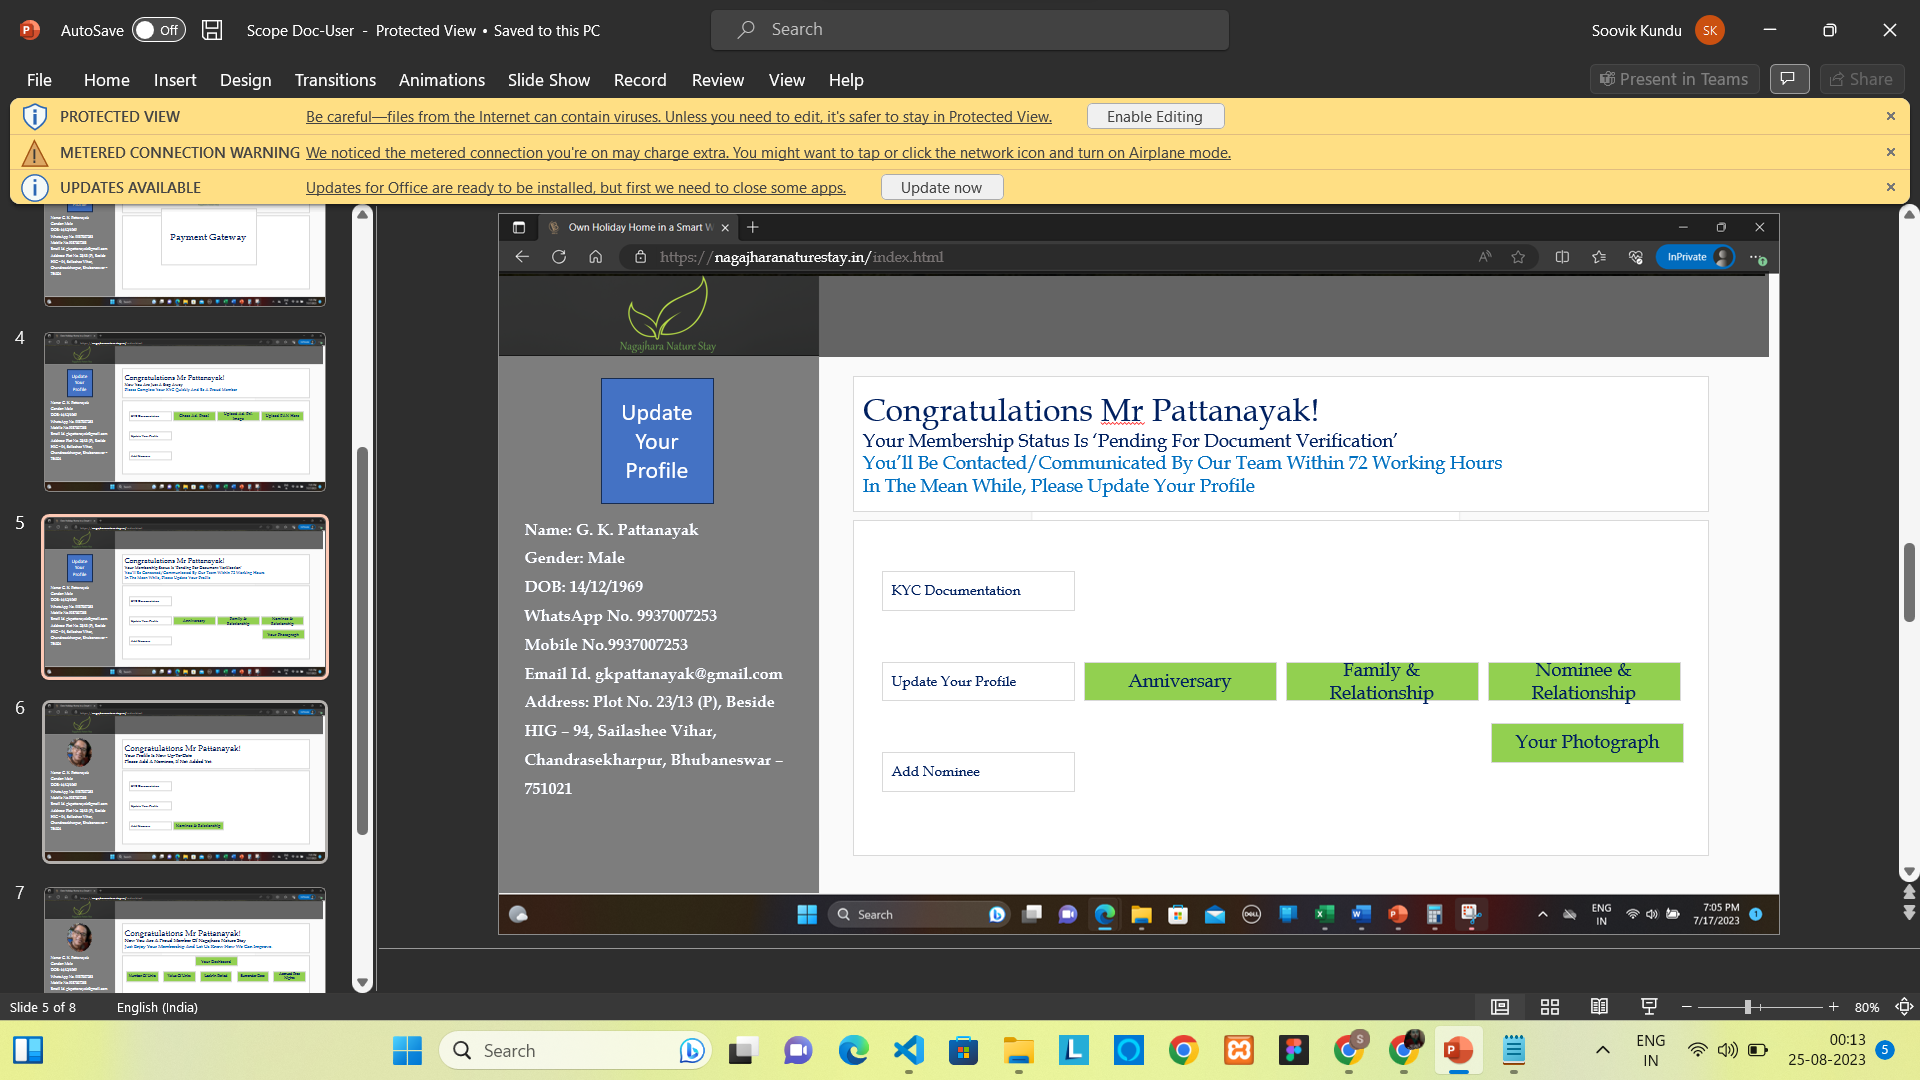 AutoSave Off Scope Doc-User - Protected View • Saved to this PC Search Soovik Kundu SK
File Home Insert Design Transitions Animations Slide Show Record Review View Help Present in Teams Share
PROTECTED VIEW Be careful—files from the Internet can contain viruses. Unless you need to edit, it's safer to stay in Protected View. Enable Editing
METERED CONNECTION WARNING We noticed the metered connection you're on may charge extra. You might want to tap or click the network icon and turn on Airplane mode.
UPDATES AVAILABLE Updates for Office are ready to be installed, but first we need to close some apps. Update now
Payment Gateway
4
Update
Your
Profile
Congratulations Mr Pattanayak!
5
Update
Your
Profile
Congratulations Mr Pattanayak!
6
Congratulations Mr Pattanayak!
7
Congratulations Mr Pattanayak!
Own Holiday Home in a Smart W
https://nagajharanaturestay.in/index.html
InPrivate
Nagajhara Nature Stay
Update
Your
Profile
Name: G. K. Pattanayak
Gender: Male
DOB: 14/12/1969
WhatsApp No. 9937007253
Mobile No.9937007253
Email Id. gkpattanayak@gmail.com
Address: Plot No. 23/13 (P), Beside
HIG – 94, Sailashee Vihar,
Chandrasekharpur, Bhubaneswar –
751021
Congratulations Mr Pattanayak!
Your Membership Status Is ‘Pending For Document Verification’
You’ll Be Contacted/Communicated By Our Team Within 72 Working Hours
In The Mean While, Please Update Your Profile
KYC Documentation
Update Your Profile
Anniversary
Family &
Relationship
Nominee &
Relationship
Your Photograph
Add Nominee
Search
DELL
ENG
IN
7:05 PM
7/17/2023
1
Slide 5 of 8 English (India) 80%
Search
ENG
IN
00:13
25-08-2023
5